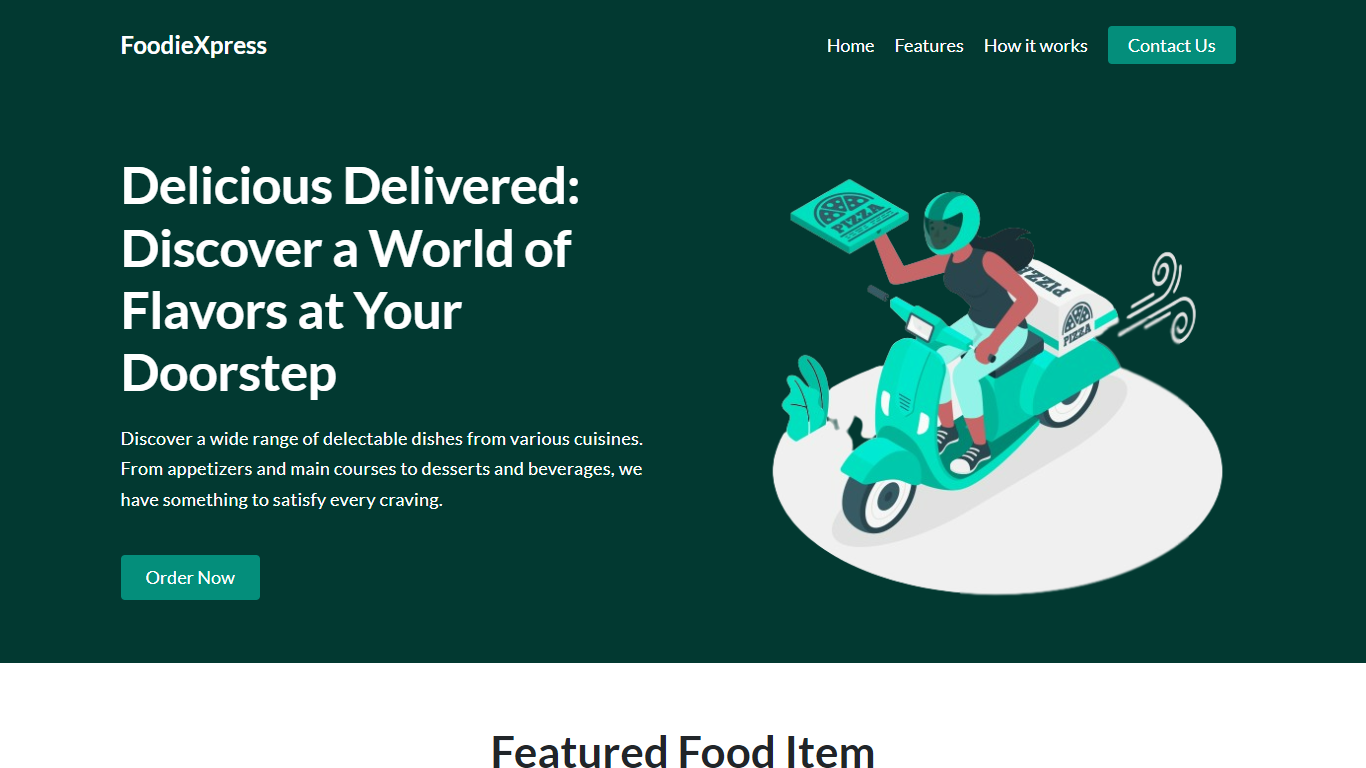 FoodieXpress
Home
Features
How it works
Contact Us
Delicious Delivered:
Discover a World of
Flavors at Your
Doorstep
Discover a wide range of delectable dishes from various cuisines.
From appetizers and main courses to desserts and beverages, we
have something to satisfy every craving.
Order Now
PIZZA
PIZZA
PIZZA
Featured Food Item